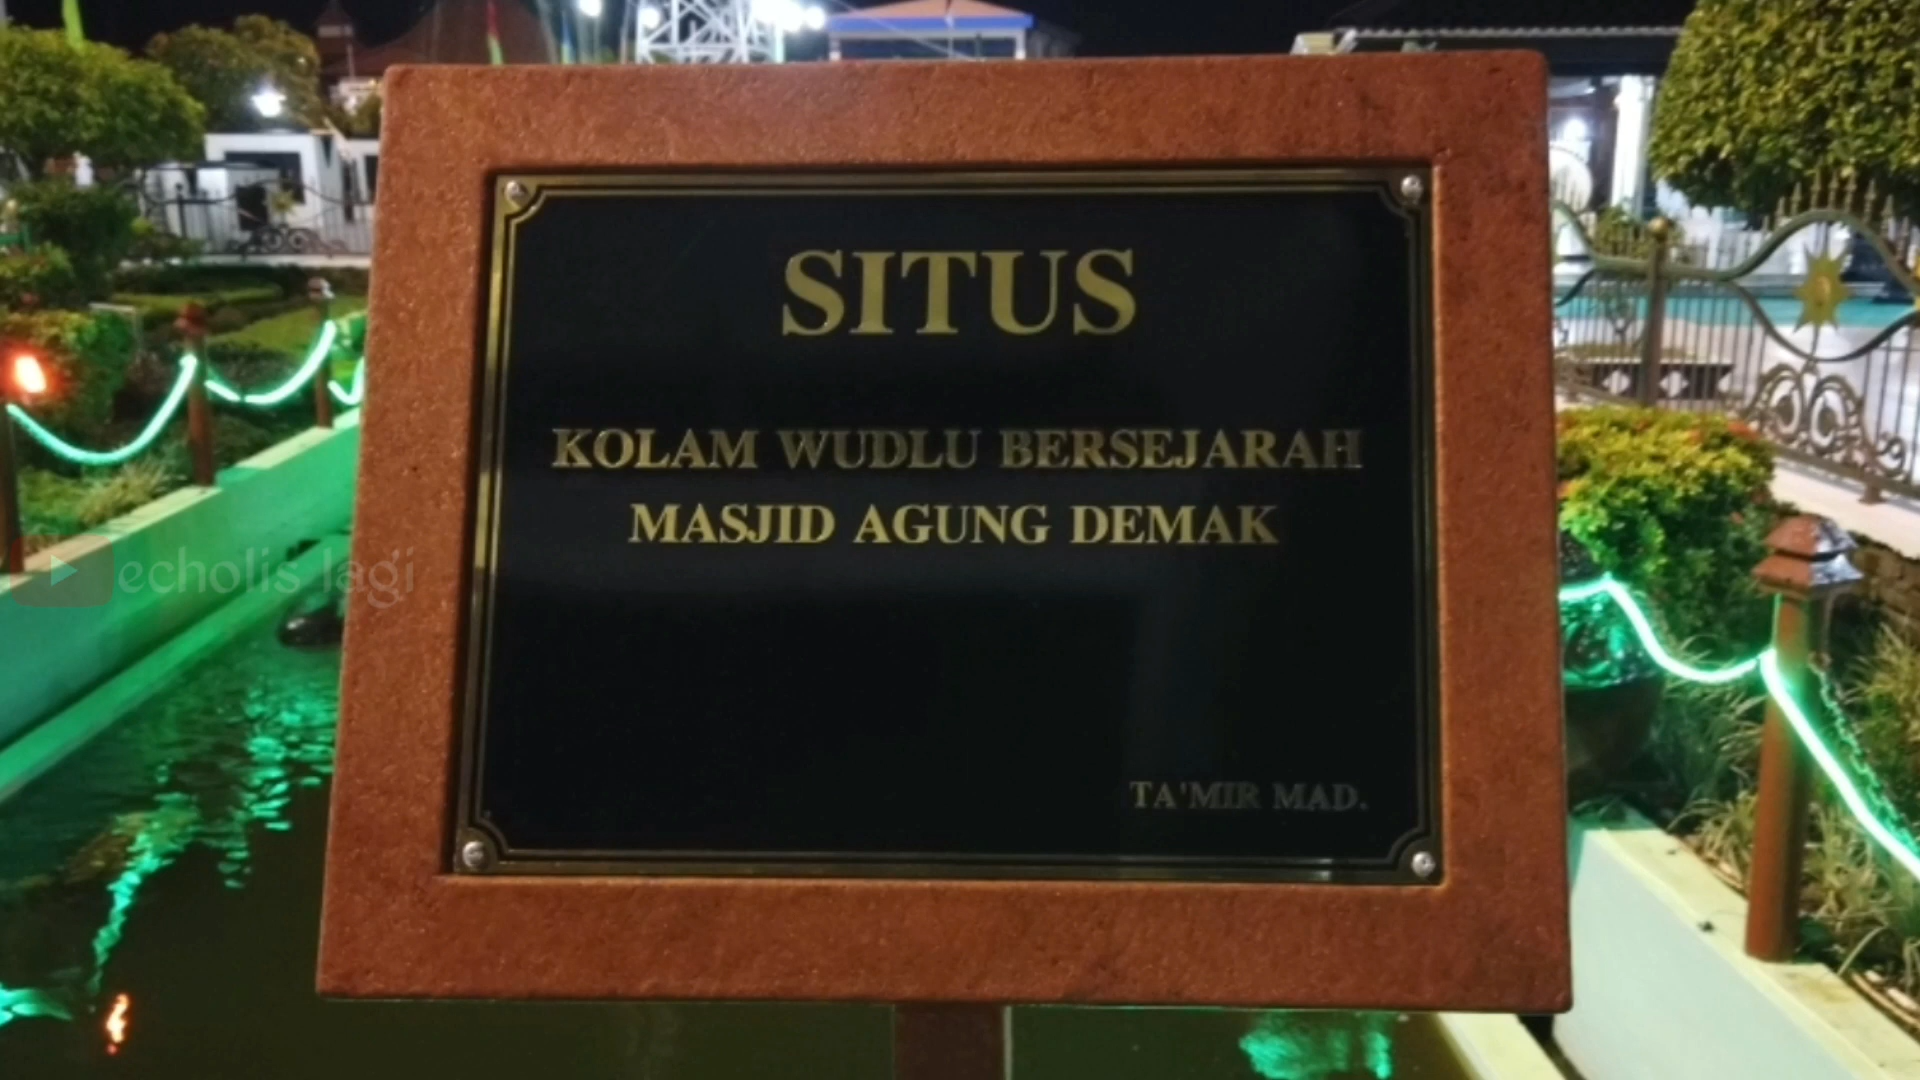 SITUS
KOLAM WUDLU BERSEJARAH
MASJID AGUNG DEMAK
echolis lagi
TA'MIR MAD.